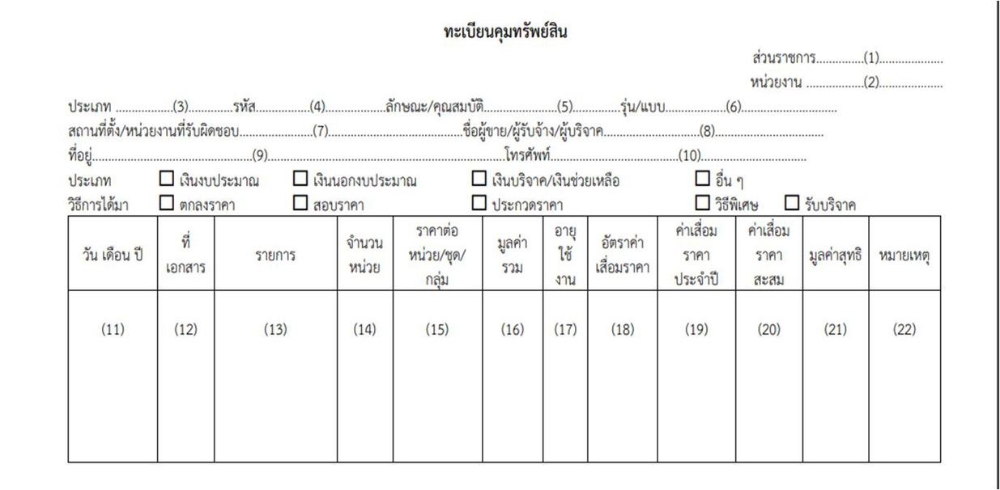 ทะเบียนคุมทรัพย์สิน
ส่วนราชการ..............(1)...................
หน่วยงาน .................(2)...................
ประเภท .................(3).............รหัส................(4)..................ลักษณะ/คุณสมบัติ......................(5)..............รุ่น/แบบ..................(6)............................
สถานที่ตั้ง/หน่วยงานที่รับผิดชอบ......................(7)........................................ชื่อผู้ขาย/ผู้รับจ้าง/ผู้บริจาค............................(8)................................
ที่อยู่................................................(9).......................................................................โทรศัพท์......................................(10)...............................
ประเภท ☐ เงินงบประมาณ ☐ เงินนอกงบประมาณ ☐ เงินบริจาค/เงินช่วยเหลือ ☐ อื่น ๆ
วิธีการได้มา ☐ ตกลงราคา ☐ สอบราคา ☐ ประกวดราคา ☐ วิธีพิเศษ ☐ รับบริจาค
วัน เดือน ปี
ที่
เอกสาร
รายการ
จำนวน
หน่วย
ราคาต่อ
หน่วย/ชุด/
กลุ่ม
มูลค่า
รวม
อายุ
ใช้
งาน
อัตราค่า
เสื่อมราคา
ค่าเสื่อม
ราคา
ประจำปี
ค่าเสื่อม
ราคา
สะสม
มูลค่าสุทธิ
หมายเหตุ
(11) (12) (13) (14) (15) (16) (17) (18) (19) (20) (21) (22)